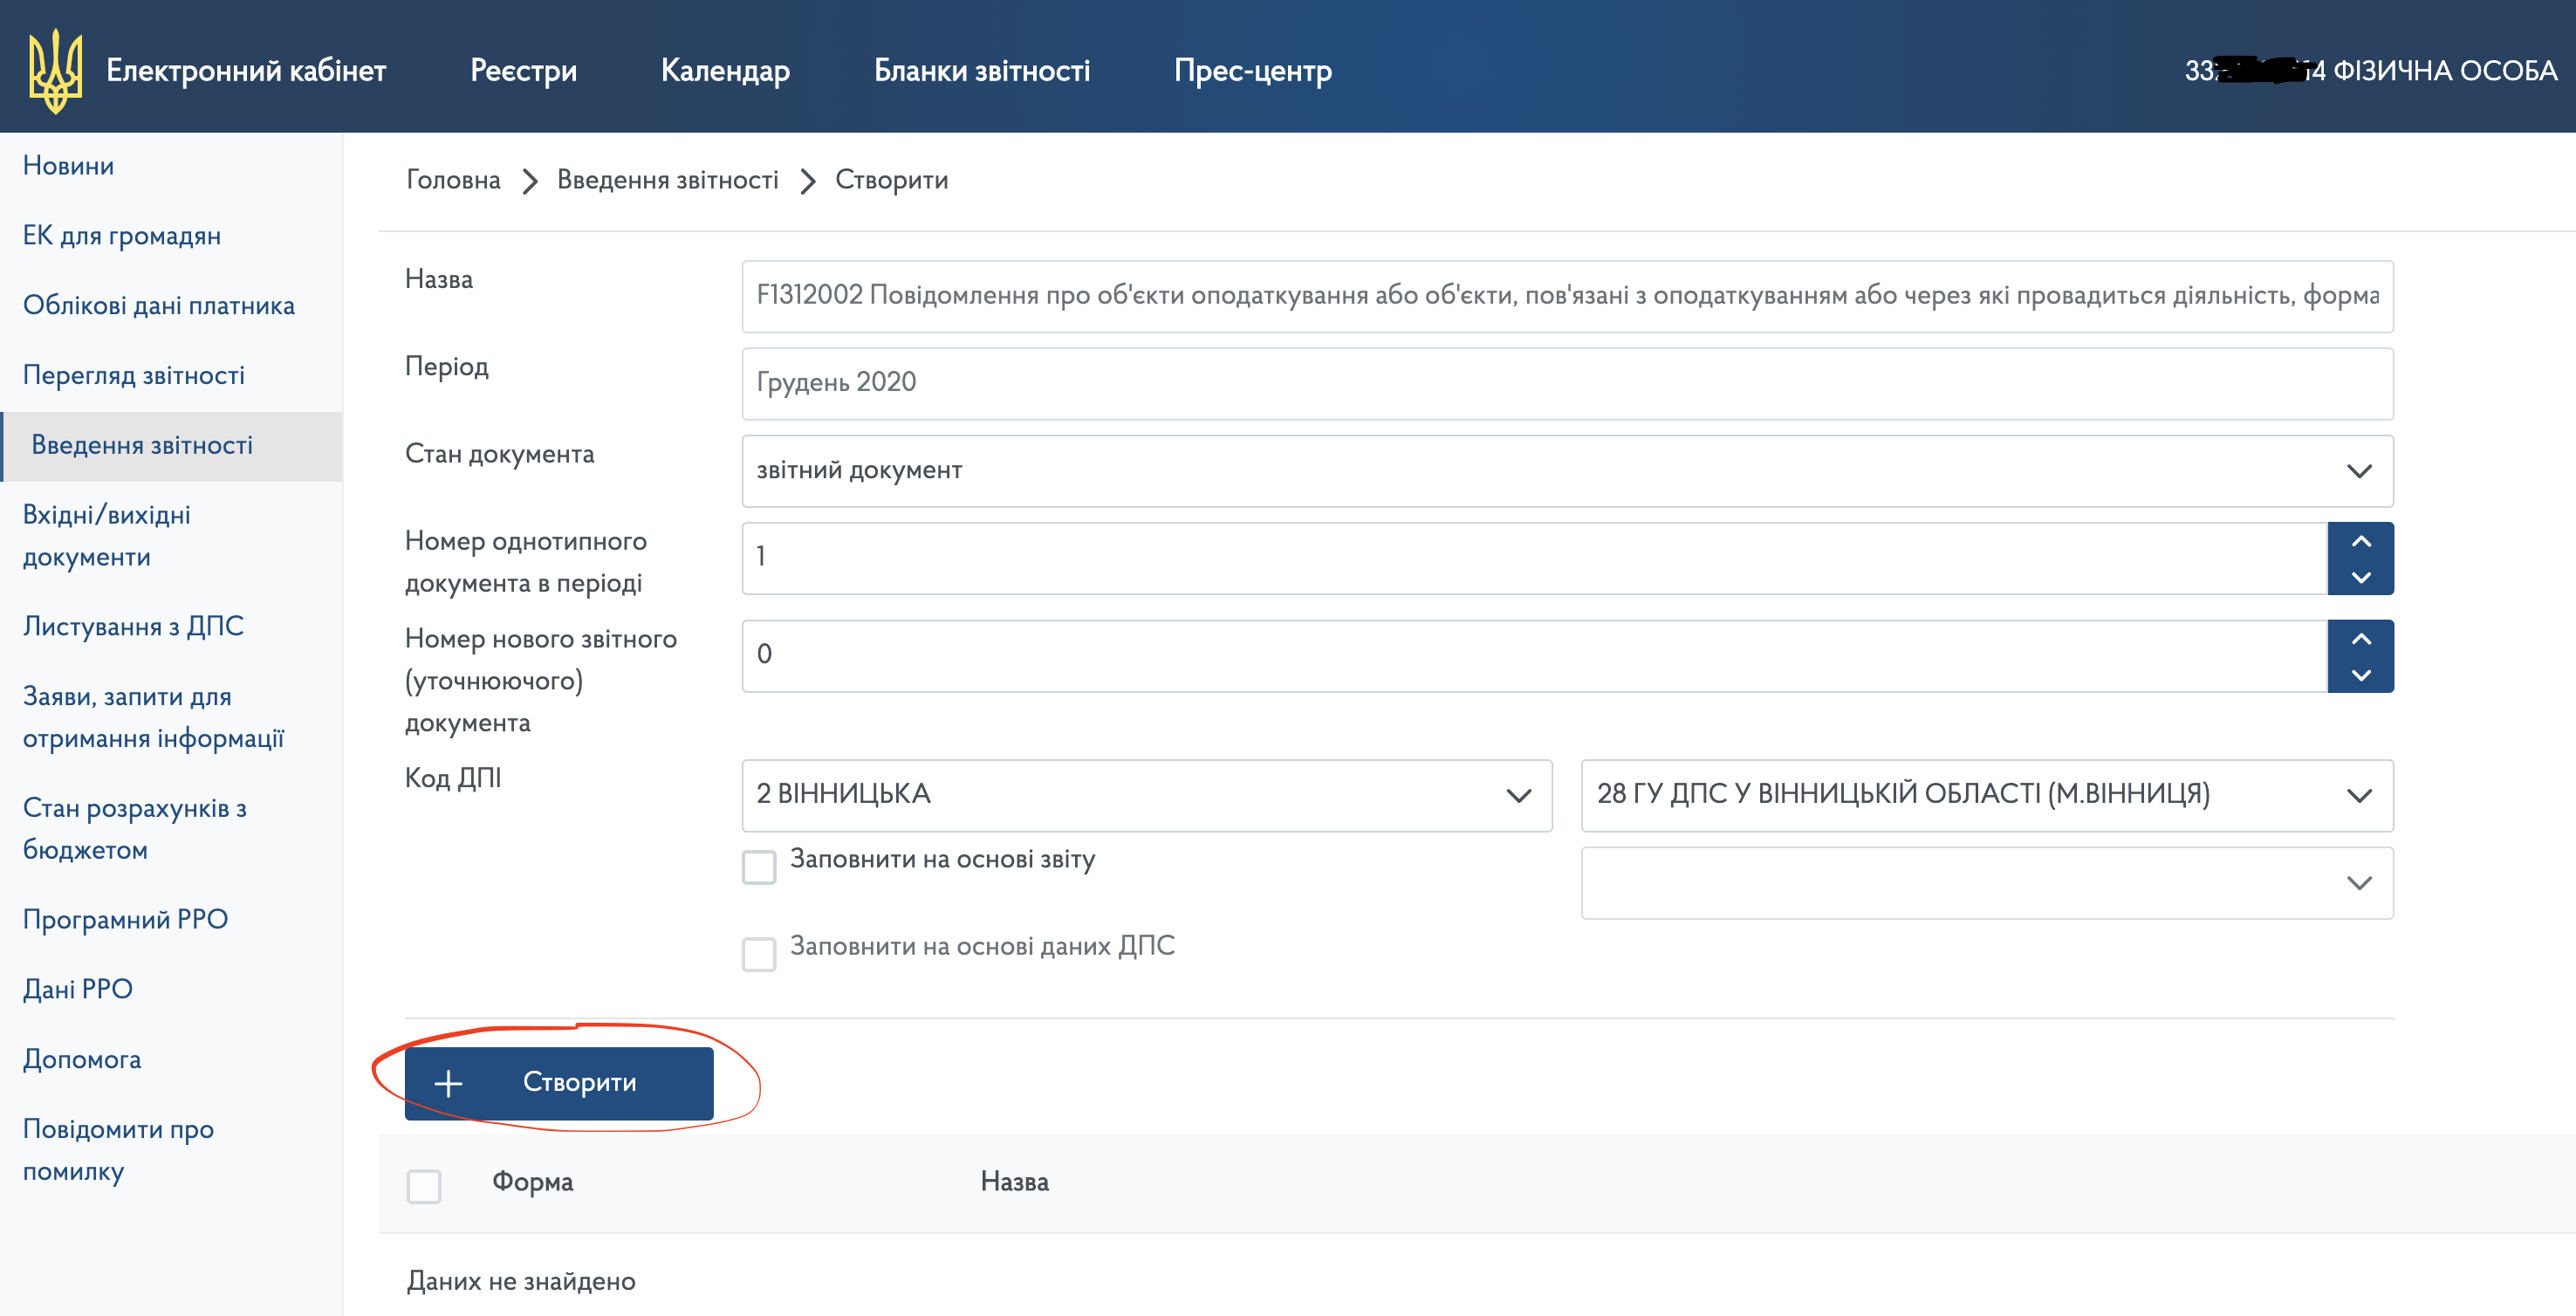 Електронний кабінет Реєстри Календар Бланки звітності Прес-центр ФІЗИЧНА ОСОБА
Новини
ЕК для громадян
Облікові дані платника
Перегляд звітності
Введення звітності
Вхідні/вихідні
документи
Листування з ДПС
Заяви, запити для
отримання інформації
Стан розрахунків з
бюджетом
Програмний РРО
Дані РРО
Допомога
Повідомити про
помилку
Головна Введення звітності Створити
Назва F1312002 Повідомлення про об'єкти оподаткування або об'єкти, пов'язані з оподаткуванням або через які провадиться діяльність, форма
Період Грудень 2020
Стан документа звітний документ
Номер однотипного
документа в періоді
1
Номер нового звітного
(уточнюючого)
документа
0
Код ДПІ 2 ВІННИЦЬКА 28 ГУ ДПС У ВІННИЦЬКІЙ ОБЛАСТІ (М.ВІННИЦЯ)
Заповнити на основі звіту
Заповнити на основі даних ДПС
Створити
Форма Назва
Даних не знайдено